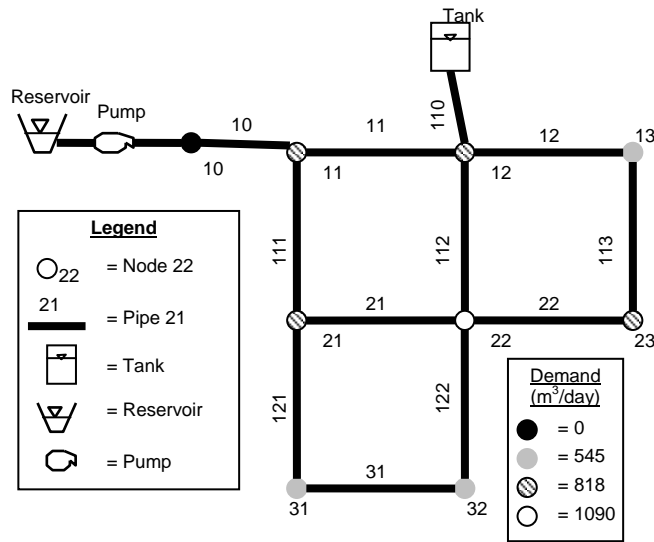 Tank
Reservoir
Pump
10
11
12
13
110
10
11
12
111
112
113
21
22
21
22
23
121
122
31
31
32
Legend
22 = Node 22
21 = Pipe 21
= Tank
= Reservoir
= Pump
Demand
(m³/day)
= 0
= 545
= 818
= 1090